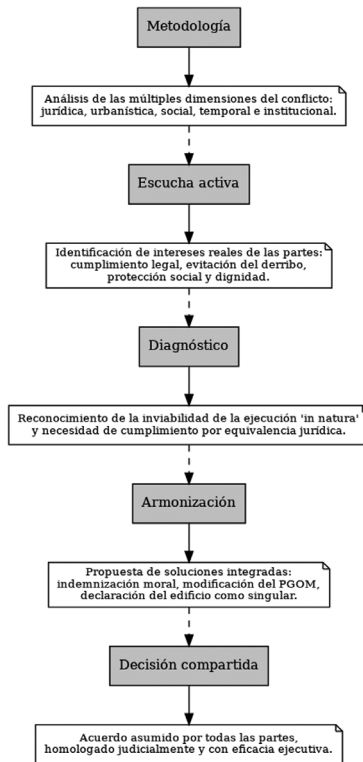 Metodología
Análisis de las múltiples dimensiones del conflicto:
jurídica, urbanística, social, temporal e institucional.
Escucha activa
Identificación de intereses reales de las partes:
cumplimiento legal, evitación del derribo,
protección social y dignidad.
Diagnóstico
Reconocimiento de la inviabilidad de la ejecución 'in natura'
y necesidad de cumplimiento por equivalencia jurídica.
Armonización
Propuesta de soluciones integradas:
indemnización moral, modificación del PGOM,
declaración del edificio como singular.
Decisión compartida
Acuerdo asumido por todas las partes,
homologado judicialmente y con eficacia ejecutiva.